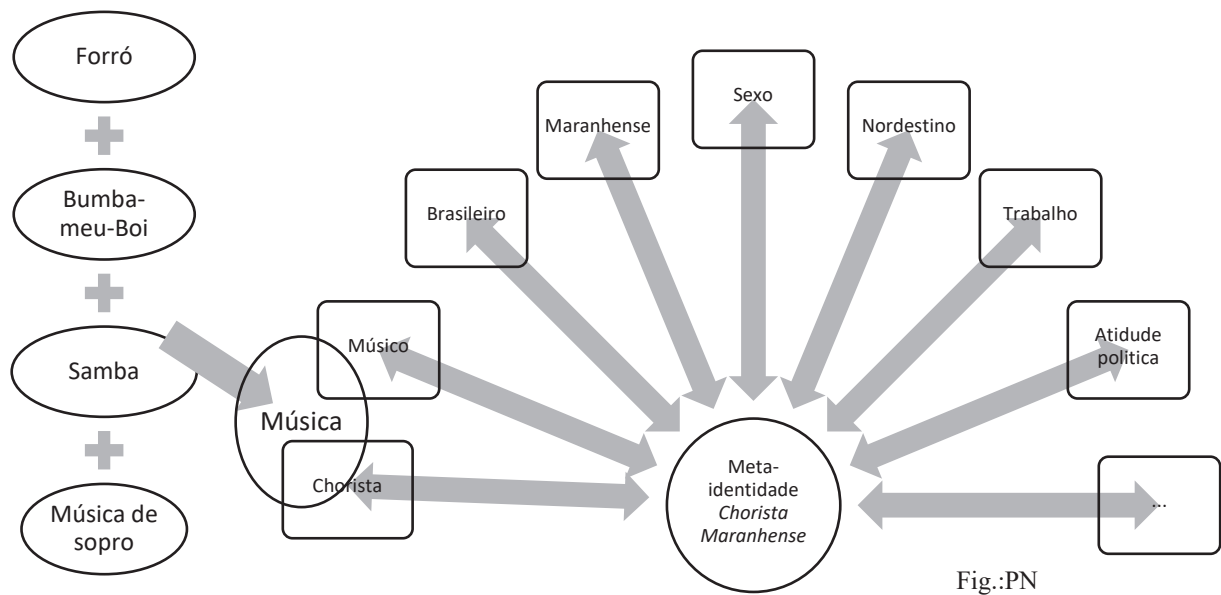 Forró
Bumba-
meu-Boi
Samba
Música de
sopro
Música
Chorista
Músico
Brasileiro
Maranhense
Sexo
Nordestino
Trabalho
Atidude
politica
...
Meta-
identidade
Chorista
Maranhense
Fig.:PN